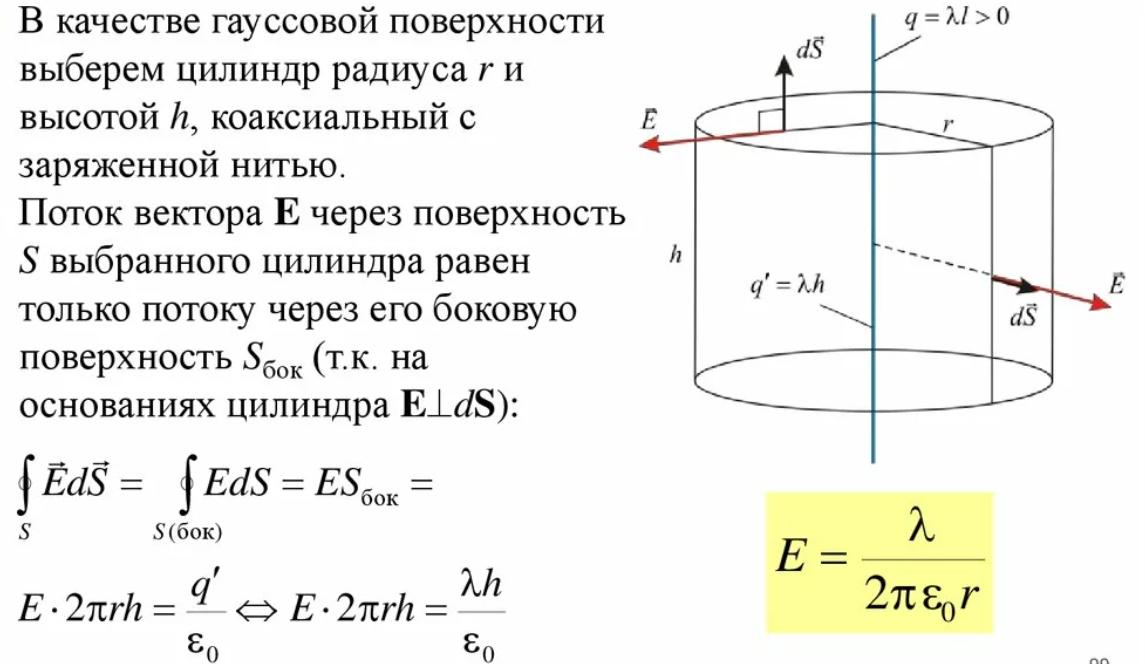 В качестве гауссовой поверхности
выберем цилиндр радиуса r и
высотой h, коаксиальный с
заряженной нитью.
Поток вектора E через поверхность
S выбранного цилиндра равен
только потоку через его боковую
поверхность Sбок (т.к. на
основаниях цилиндра E⊥dS):
∮S E⃗dS⃗ = ∮S(бок) EdS = ESбок =
E·2πrh = q′/ε₀ ⇔ E·2πrh = λh/ε₀
q = λl > 0
dS⃗
E⃗
r
h
q′ = λh
E⃗
dS⃗
E = λ/2πε₀r